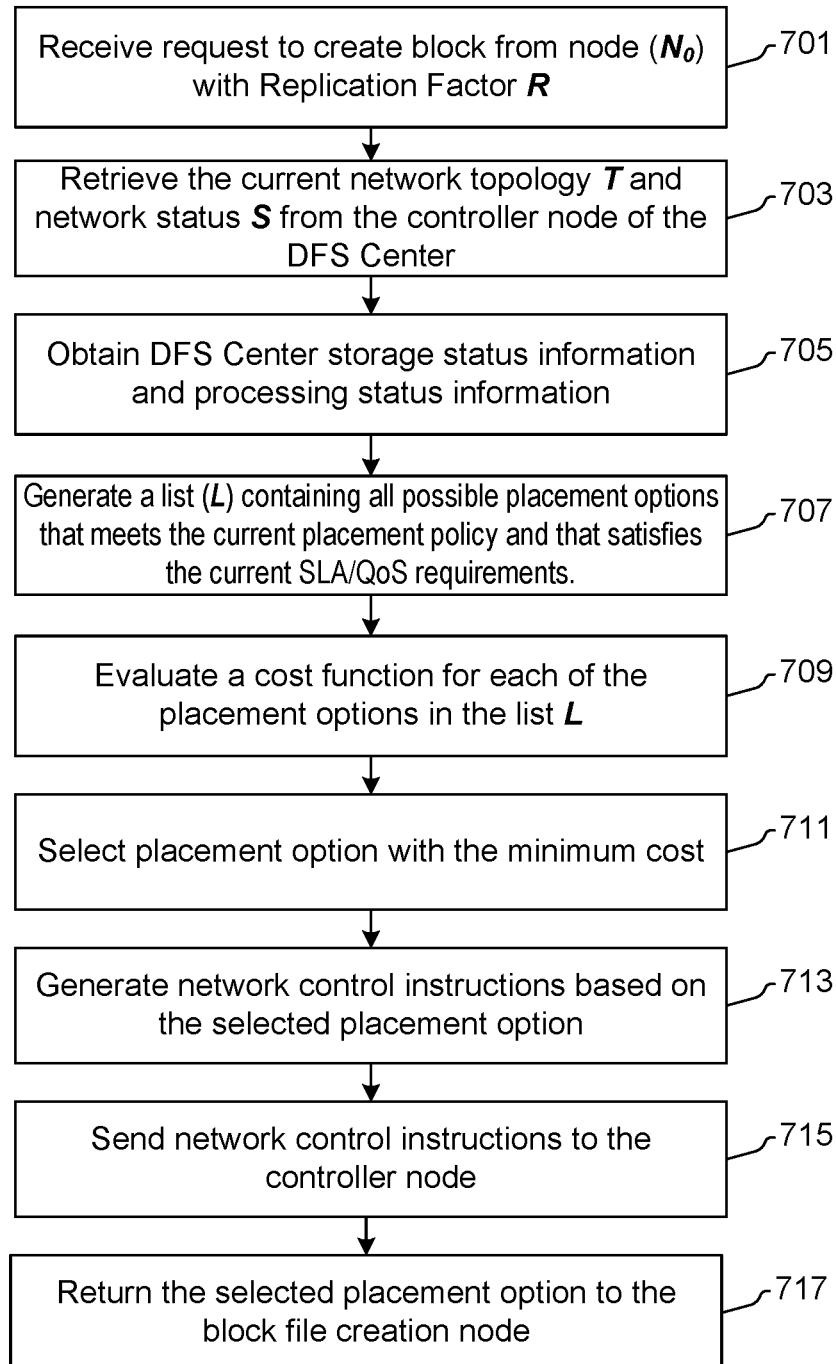 Receive request to create block from node (N0)
with Replication Factor R
701
Retrieve the current network topology T and
network status S from the controller node of the
DFS Center
703
Obtain DFS Center storage status information
and processing status information
705
Generate a list (L) containing all possible placement options
that meets the current placement policy and that satisfies
the current SLA/QoS requirements.
707
Evaluate a cost function for each of the
placement options in the list L
709
Select placement option with the minimum cost
711
Generate network control instructions based on
the selected placement option
713
Send network control instructions to the
controller node
715
Return the selected placement option to the
block file creation node
717